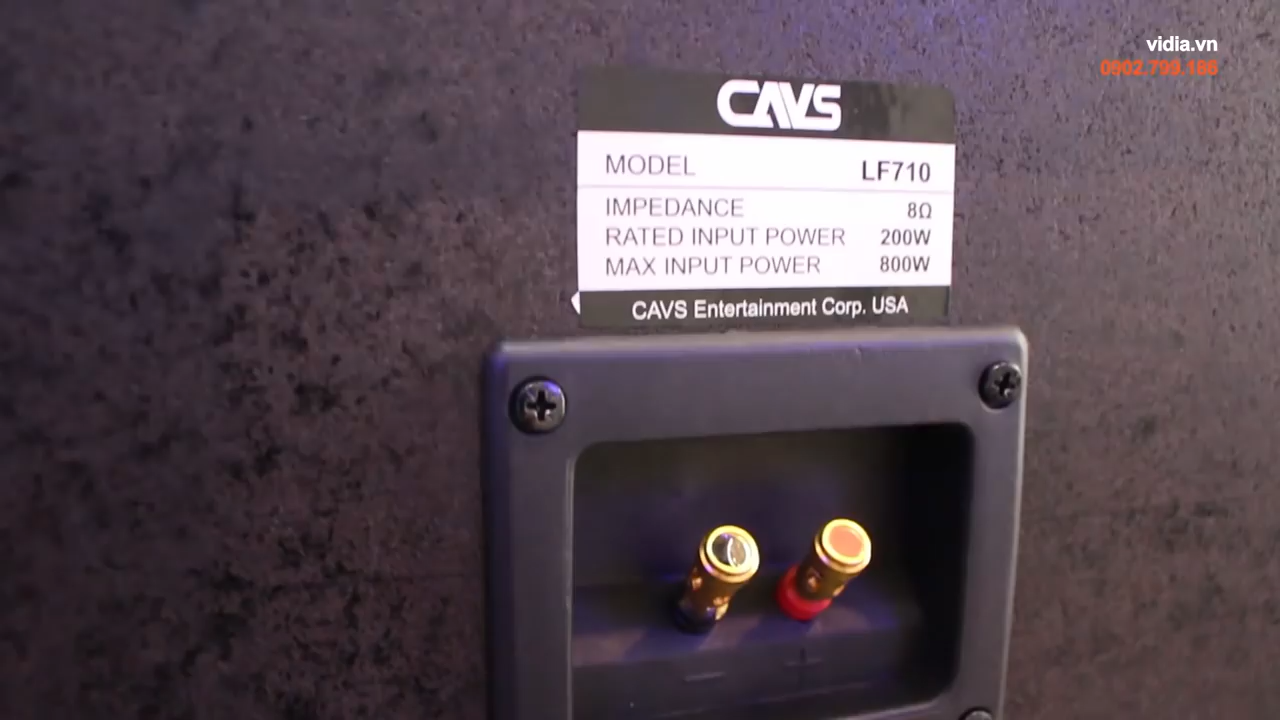 vidia.vn
0902.799.186
CAVS
MODEL LF710
IMPEDANCE 8Ω
RATED INPUT POWER 200W
MAX INPUT POWER 800W
CAVS Entertainment Corp. USA
− +